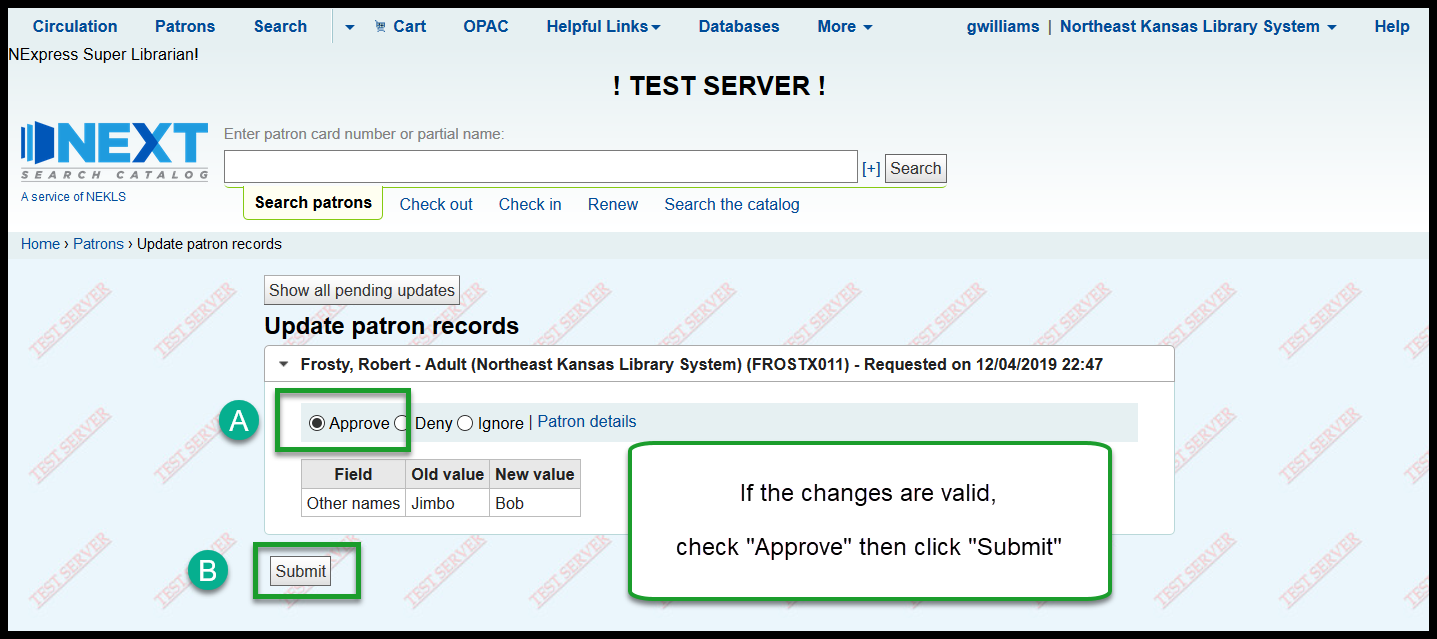 Circulation Patrons Search Cart OPAC Helpful Links Databases More gwilliams | Northeast Kansas Library System Help
NExpress Super Librarian!
! TEST SERVER !
NEXT
SEARCH CATALOG
A service of NEKLS
Enter patron card number or partial name:
[+] Search
Search patrons Check out Check in Renew Search the catalog
Home › Patrons › Update patron records
Show all pending updates
Update patron records
Frosty, Robert - Adult (Northeast Kansas Library System) (FROSTX011) - Requested on 12/04/2019 22:47
A
Approve Deny Ignore | Patron details
Field Old value New value
Other names Jimbo Bob
If the changes are valid,
check "Approve" then click "Submit"
B
Submit
TEST SERVER